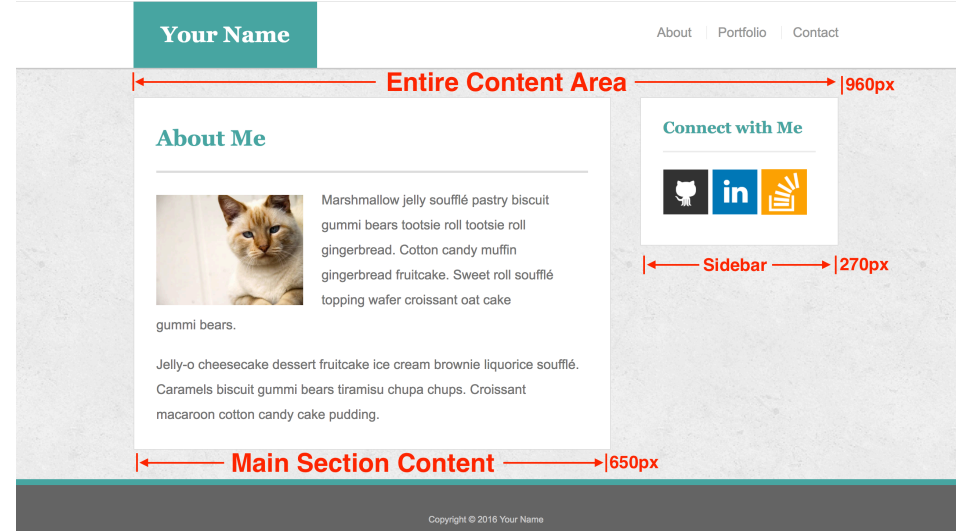 Your Name
About
Portfolio
Contact
Entire Content Area
960px
About Me
Marshmallow jelly soufflé pastry biscuit
gummi bears tootsie roll tootsie roll
gingerbread. Cotton candy muffin
gingerbread fruitcake. Sweet roll soufflé
topping wafer croissant oat cake
gummi bears.
Jelly-o cheesecake dessert fruitcake ice cream brownie liquorice soufflé.
Caramels biscuit gummi bears tiramisu chupa chups. Croissant
macaroon cotton candy cake pudding.
Connect with Me
in
Sidebar
270px
Main Section Content
650px
Copyright © 2016 Your Name